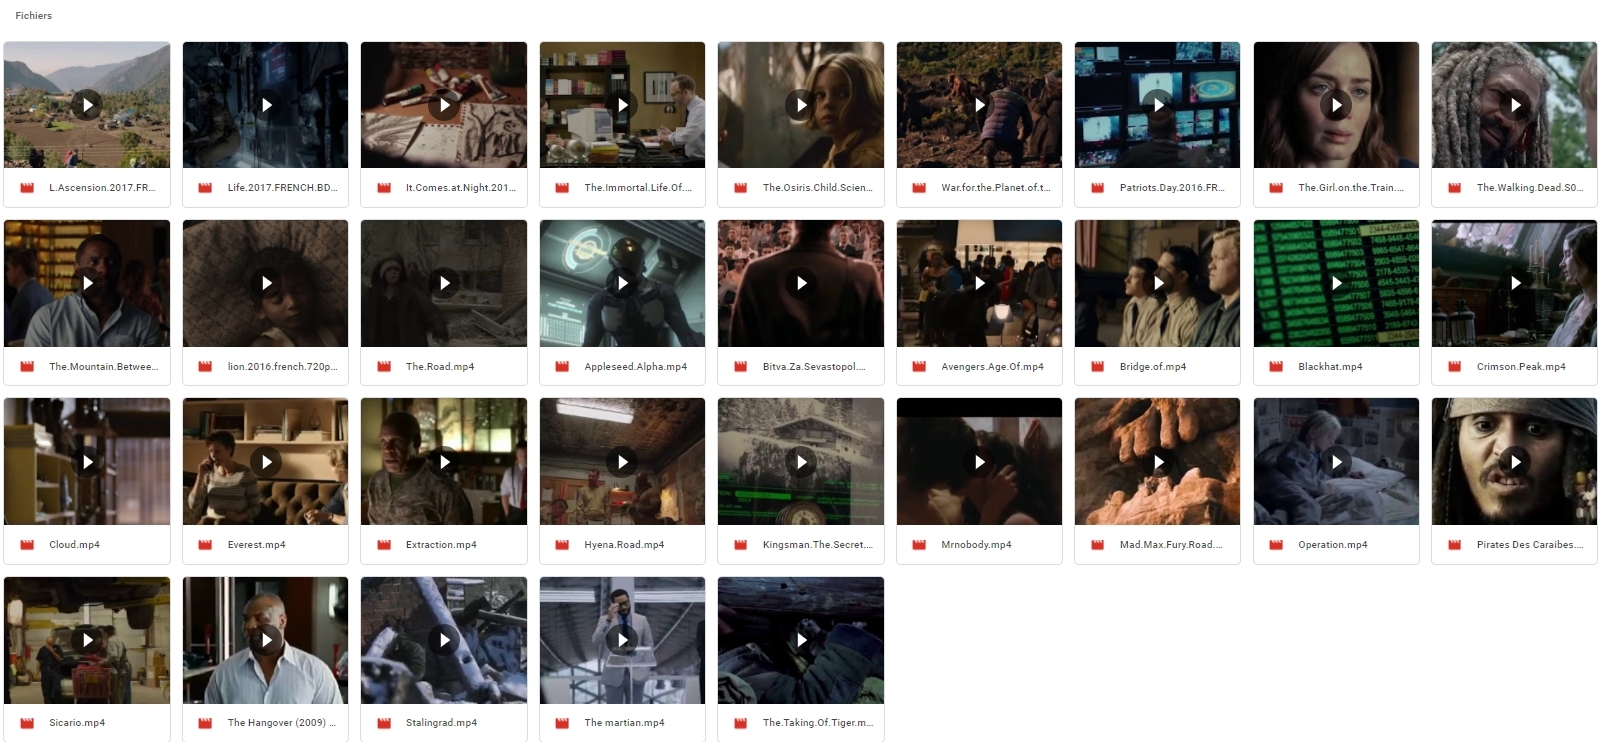 Fichiers
L.Ascension.2017.FR...
Life.2017.FRENCH.BD...
It.Comes.at.Night.201...
The.Immortal.Life.Of....
The.Osiris.Child.Scien...
War.for.the.Planet.of.t...
Patriots.Day.2016.FR...
The.Girl.on.the.Train....
The.Walking.Dead.S0...
The.Mountain.Betwee...
lion.2016.french.720p...
The.Road.mp4
Appleseed.Alpha.mp4
Bitva.Za.Sevastopol....
Avengers.Age.Of.mp4
Bridge.of.mp4
Blackhat.mp4
Crimson.Peak.mp4
Cloud.mp4
Everest.mp4
Extraction.mp4
Hyena.Road.mp4
Kingsman.The.Secret....
Mrnobody.mp4
Mad.Max.Fury.Road....
Operation.mp4
Pirates Des Caraibes....
Sicario.mp4
The Hangover (2009) ...
Stalingrad.mp4
The martian.mp4
The.Taking.Of.Tiger.m...